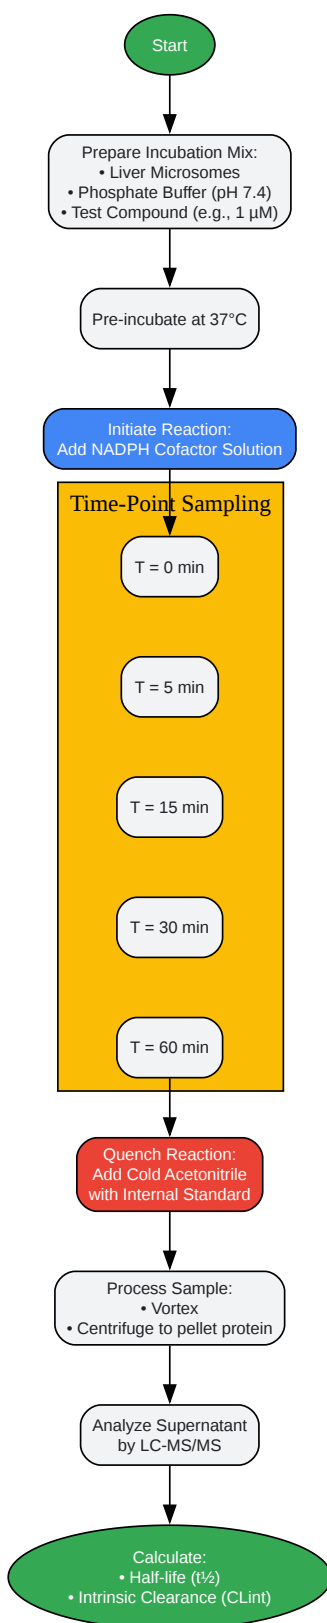 Start
Prepare Incubation Mix:
• Liver Microsomes
• Phosphate Buffer (pH 7.4)
• Test Compound (e.g., 1 µM)
Pre-incubate at 37°C
Initiate Reaction:
Add NADPH Cofactor Solution
Time-Point Sampling
T = 0 min
T = 5 min
T = 15 min
T = 30 min
T = 60 min
Quench Reaction:
Add Cold Acetonitrile
with Internal Standard
Process Sample:
• Vortex
• Centrifuge to pellet protein
Analyze Supernatant
by LC-MS/MS
Calculate:
• Half-life (t½)
• Intrinsic Clearance (CLint)